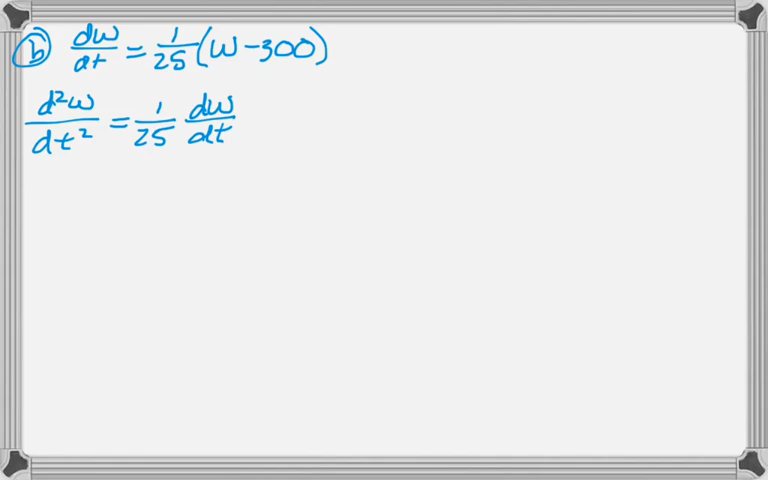 (b) dW/dt = 1/25 (W - 300)
d²W/dt² = 1/25 dW/dt